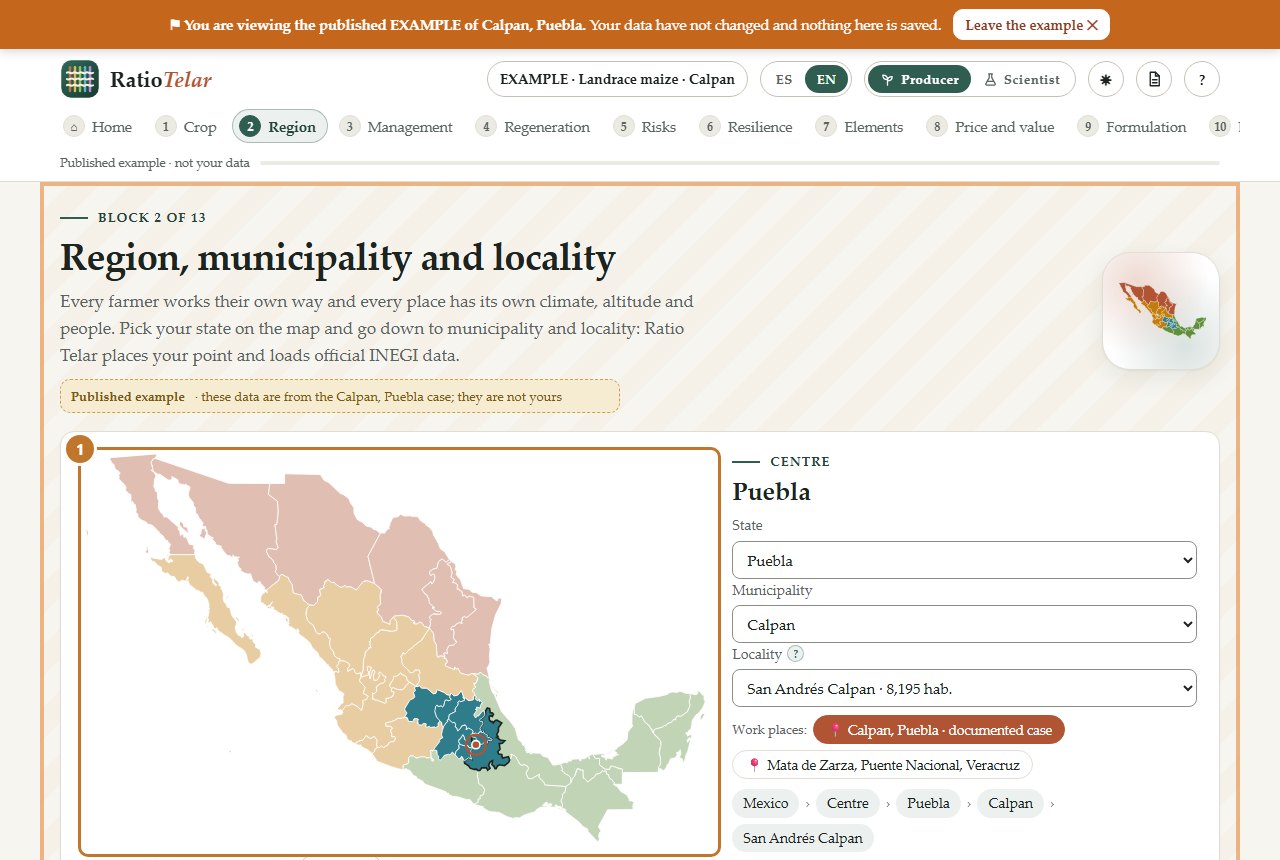 ⚑ You are viewing the published EXAMPLE of Calpan, Puebla. Your data have not changed and nothing here is saved.
Leave the example ✕
RatioTelar
EXAMPLE · Landrace maize · Calpan
ES
EN
Producer
Scientist
?
Home
1 Crop
2 Region
3 Management
4 Regeneration
5 Risks
6 Resilience
7 Elements
8 Price and value
9 Formulation
10
Published example · not your data
BLOCK 2 OF 13
Region, municipality and locality
Every farmer works their own way and every place has its own climate, altitude and
people. Pick your state on the map and go down to municipality and locality: Ratio
Telar places your point and loads official INEGI data.
Published example · these data are from the Calpan, Puebla case; they are not yours
1
CENTRE
Puebla
State
Puebla
Municipality
Calpan
Locality ?
San Andrés Calpan · 8,195 hab.
Work places:
Calpan, Puebla · documented case
Mata de Zarza, Puente Nacional, Veracruz
Mexico › Centre › Puebla › Calpan ›
San Andrés Calpan